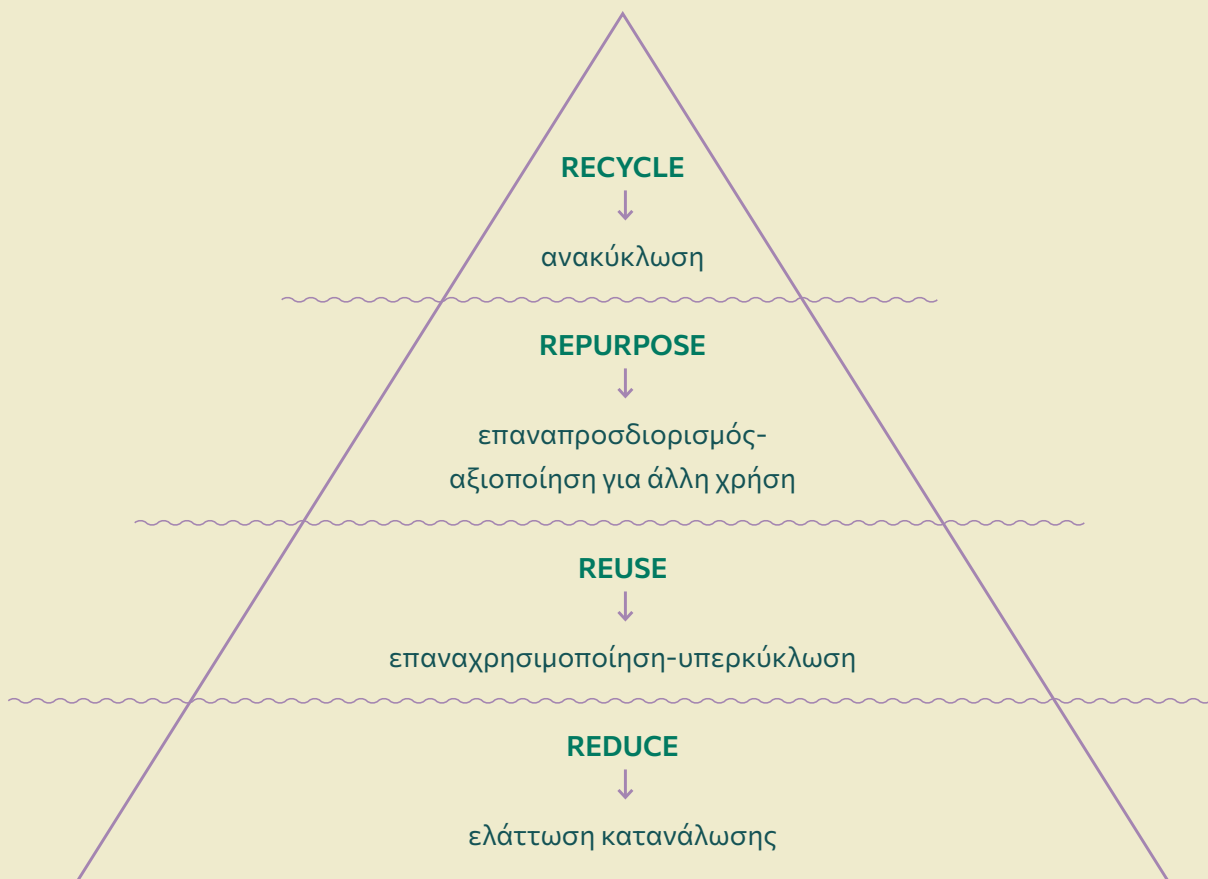 RECYCLE
ανακύκλωση
REPURPOSE
επαναπροσδιορισμός-
αξιοποίηση για άλλη χρήση
REUSE
επαναχρησιμοποίηση-υπερκύκλωση
REDUCE
ελάττωση κατανάλωσης